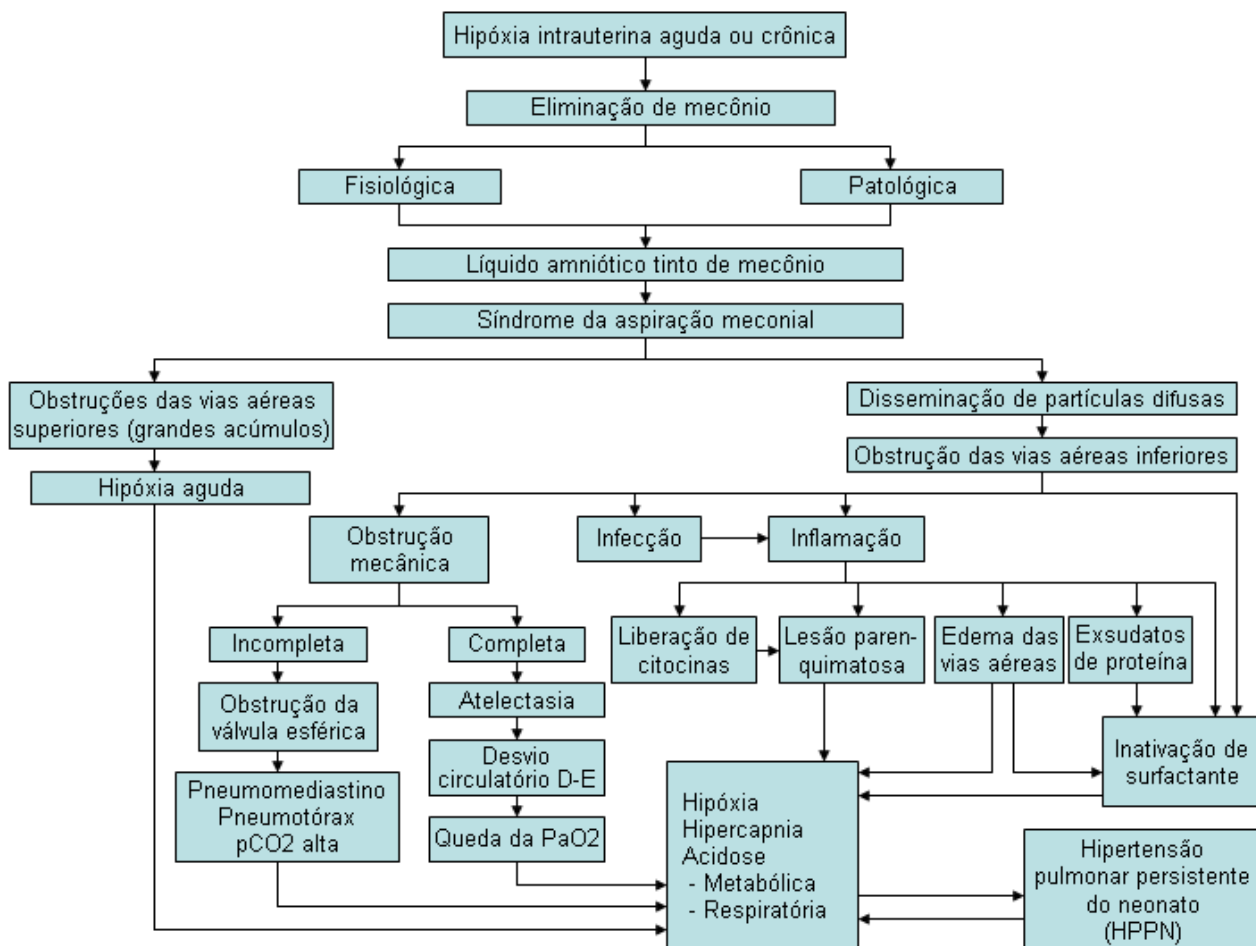 Hipóxia intrauterina aguda ou crônica
Eliminação de mecônio
Fisiológica
Patológica
Líquido amniótico tinto de mecônio
Síndrome da aspiração meconial
Obstruções das vias aéreas
superiores (grandes acúmulos)
Disseminação de partículas difusas
Hipóxia aguda
Obstrução das vias aéreas inferiores
Obstrução
mecânica
Infecção
Inflamação
Incompleta
Completa
Liberação de
citocinas
Lesão paren-
quimatosa
Edema das
vias aéreas
Exsudatos
de proteína
Obstrução da
válvula esférica
Atelectasia
Desvio
circulatório D-E
Inativação de
surfactante
Pneumomediastino
Pneumotórax
pCO2 alta
Queda da PaO2
Hipóxia
Hipercapnia
Acidose
- Metabólica
- Respiratória
Hipertensão
pulmonar persistente
do neonato
(HPPN)